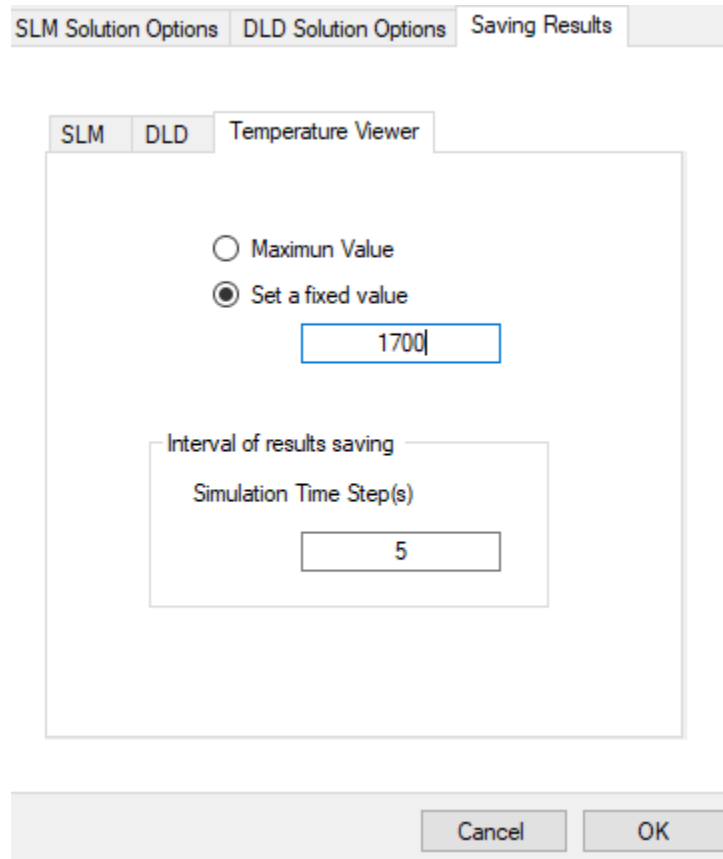 SLM Solution Options DLD Solution Options Saving Results
SLM DLD Temperature Viewer
Maximun Value
Set a fixed value
1700
Interval of results saving
Simulation Time Step(s)
5
Cancel OK